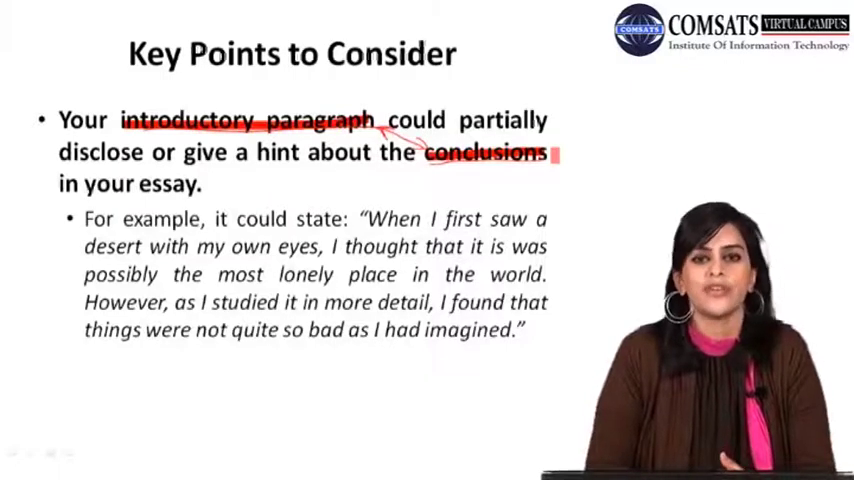 COMSATS VIRTUAL CAMPUS
COMSATS
Institute Of Information Technology
Key Points to Consider
• Your introductory paragraph could partially
disclose or give a hint about the conclusions
in your essay.
• For example, it could state: “When I first saw a
desert with my own eyes, I thought that it is was
possibly the most lonely place in the world.
However, as I studied it in more detail, I found that
things were not quite so bad as I had imagined.”